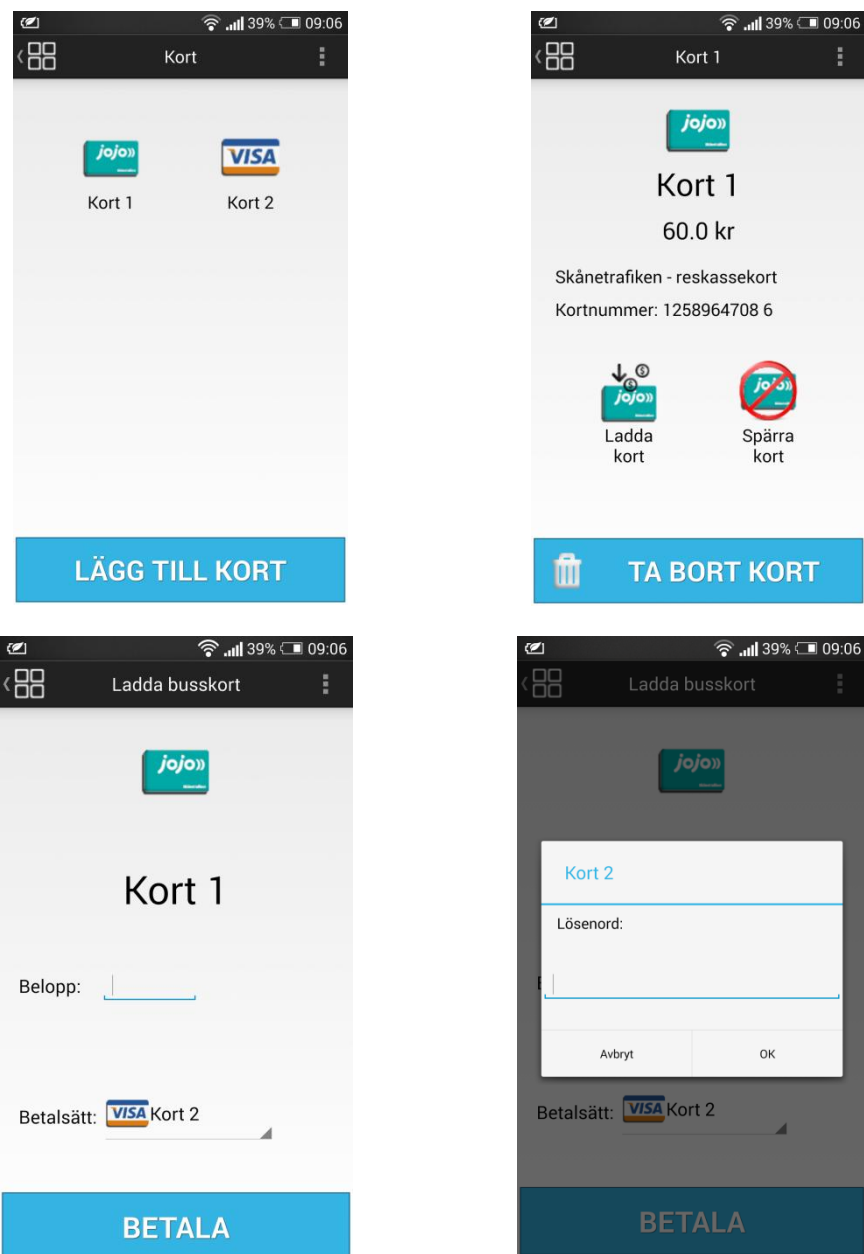 39% 09:06
Kort
jojo
VISA
Kort 1
Kort 2
LÄGG TILL KORT
39% 09:06
Kort 1
jojo
Kort 1
60.0 kr
Skånetrafiken - reskassekort
Kortnummer: 1258964708 6
jojo
jojo
Ladda
kort
Spärra
kort
TA BORT KORT
39% 09:06
Ladda busskort
jojo
Kort 1
Belopp:
Betalsätt: VISA Kort 2
BETALA
39% 09:06
Ladda busskort
jojo
Kort 2
Lösenord:
Avbryt
OK
Betalsätt: VISA Kort 2
BETALA